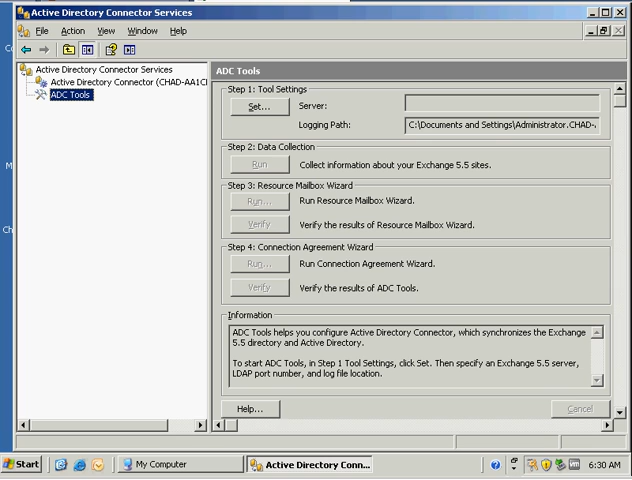 Active Directory Connector Services
File Action View Window Help
Active Directory Connector Services
Active Directory Connector (CHAD-AA1CI
ADC Tools
ADC Tools
Step 1: Tool Settings
Set... Server:
Logging Path: C:\Documents and Settings\Administrator.CHAD-
Step 2: Data Collection
Run Collect information about your Exchange 5.5 sites.
Step 3: Resource Mailbox Wizard
Run... Run Resource Mailbox Wizard.
Verify Verify the results of Resource Mailbox Wizard.
Step 4: Connection Agreement Wizard
Run... Run Connection Agreement Wizard.
Verify Verify the results of ADC Tools.
Information
ADC Tools helps you configure Active Directory Connector, which synchronizes the Exchange
5.5 directory and Active Directory.
To start ADC Tools, in Step 1 Tool Settings, click Set. Then specify an Exchange 5.5 server,
LDAP port number, and log file location.
Help... Cancel
Co
M
Ch
Start My Computer Active Directory Conn... 6:30 AM